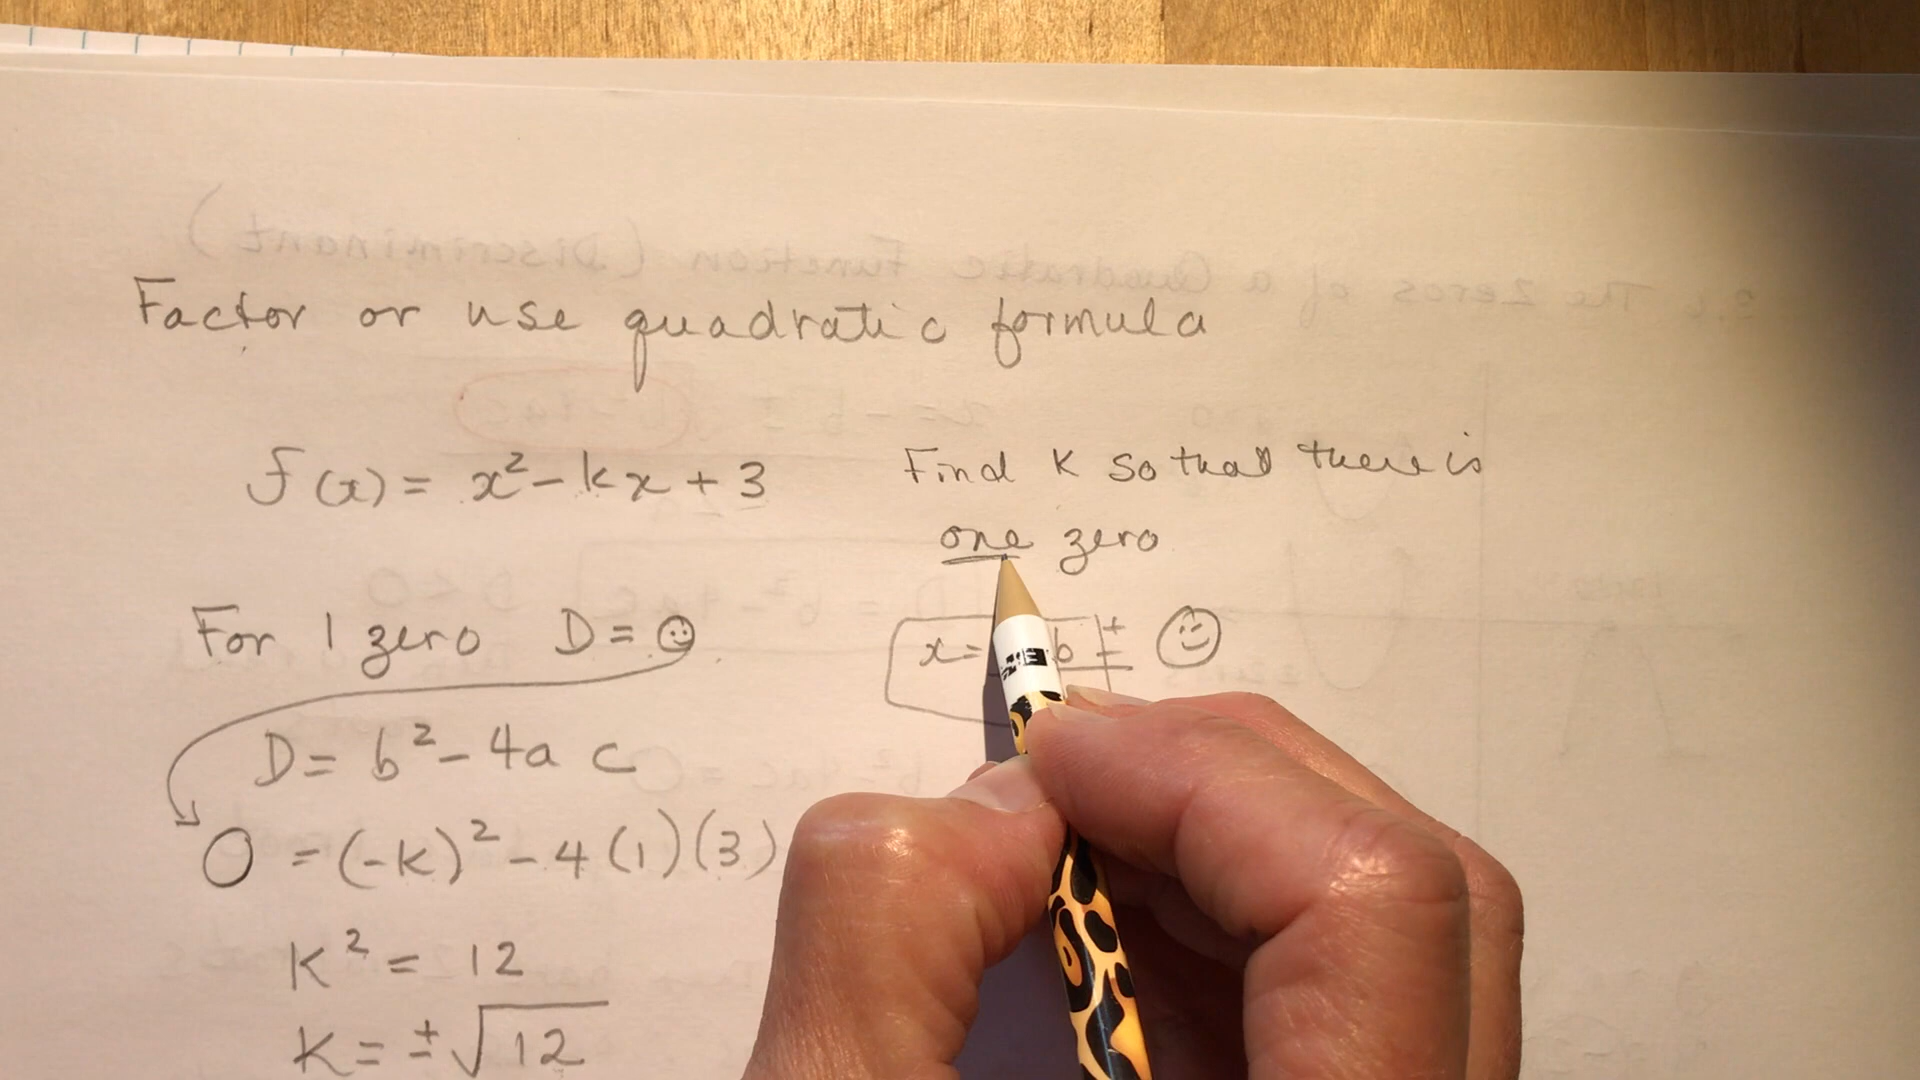 Factor or use quadratic formula
f(x) = x² - kx + 3
Find K so that there is
one zero
For 1 zero D = ☺
x = b ± ☺
D = b² - 4a c
0 = (-K)² - 4(1)(3)
K² = 12
K = ±√12